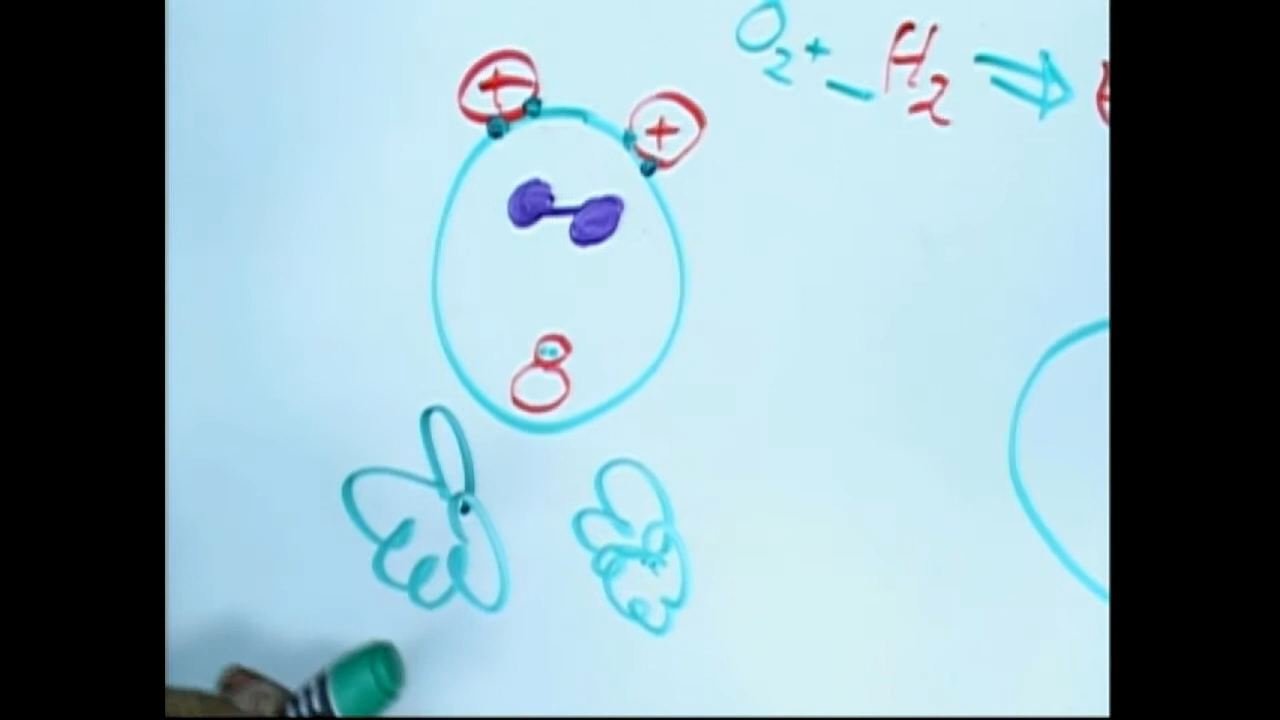 O₂ + _ H₂ ⇒
+
+